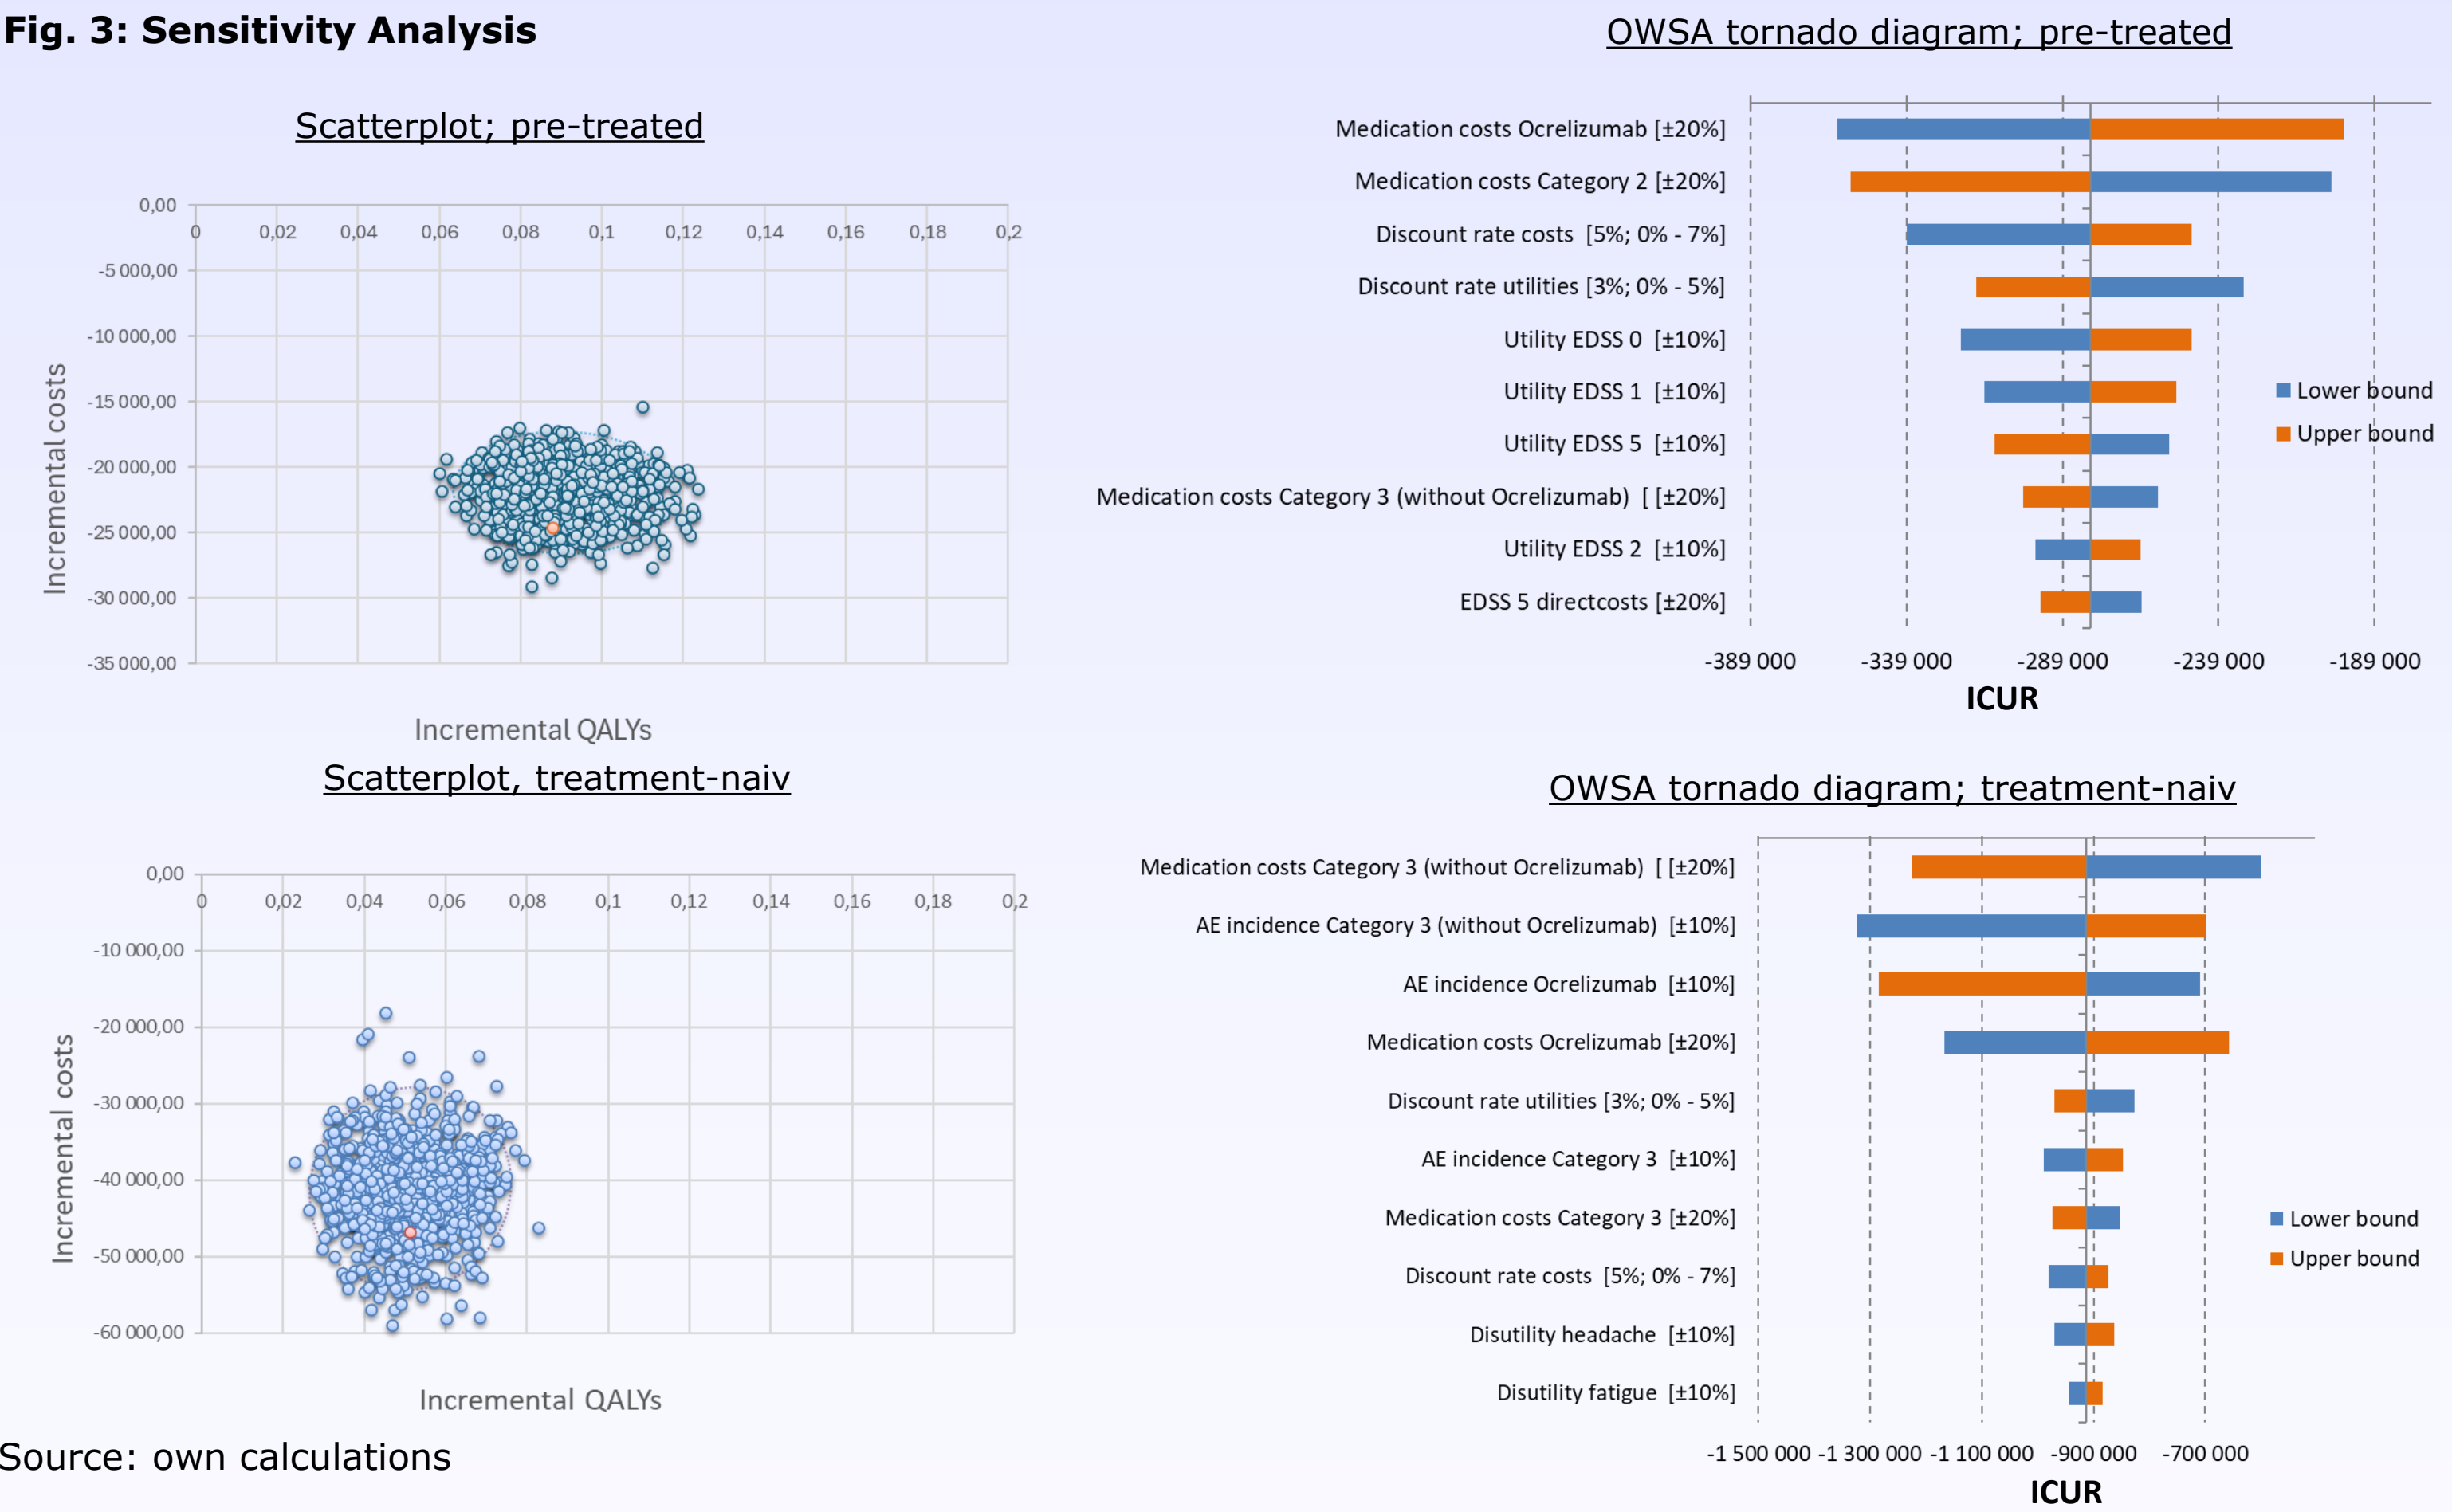 Fig. 3: Sensitivity Analysis
Scatterplot; pre-treated
0,00
0 0,02 0,04 0,06 0,08 0,1 0,12 0,14 0,16 0,18 0,2
-5 000,00
-10 000,00
-15 000,00
-20 000,00
-25 000,00
-30 000,00
-35 000,00
Incremental costs
Incremental QALYs
OWSA tornado diagram; pre-treated
Medication costs Ocrelizumab [±20%]
Medication costs Category 2 [±20%]
Discount rate costs [5%; 0% - 7%]
Discount rate utilities [3%; 0% - 5%]
Utility EDSS 0 [±10%]
Utility EDSS 1 [±10%]
Utility EDSS 5 [±10%]
Medication costs Category 3 (without Ocrelizumab) [ [±20%]
Utility EDSS 2 [±10%]
EDSS 5 directcosts [±20%]
Lower bound
Upper bound
-389 000 -339 000 -289 000 -239 000 -189 000
ICUR
Scatterplot, treatment-naiv
0,00
0 0,02 0,04 0,06 0,08 0,1 0,12 0,14 0,16 0,18 0,2
-10 000,00
-20 000,00
-30 000,00
-40 000,00
-50 000,00
-60 000,00
Incremental costs
Incremental QALYs
OWSA tornado diagram; treatment-naiv
Medication costs Category 3 (without Ocrelizumab) [ [±20%]
AE incidence Category 3 (without Ocrelizumab) [±10%]
AE incidence Ocrelizumab [±10%]
Medication costs Ocrelizumab [±20%]
Discount rate utilities [3%; 0% - 5%]
AE incidence Category 3 [±10%]
Medication costs Category 3 [±20%]
Discount rate costs [5%; 0% - 7%]
Disutility headache [±10%]
Disutility fatigue [±10%]
Lower bound
Upper bound
-1 500 000 -1 300 000 -1 100 000 -900 000 -700 000
ICUR
Source: own calculations